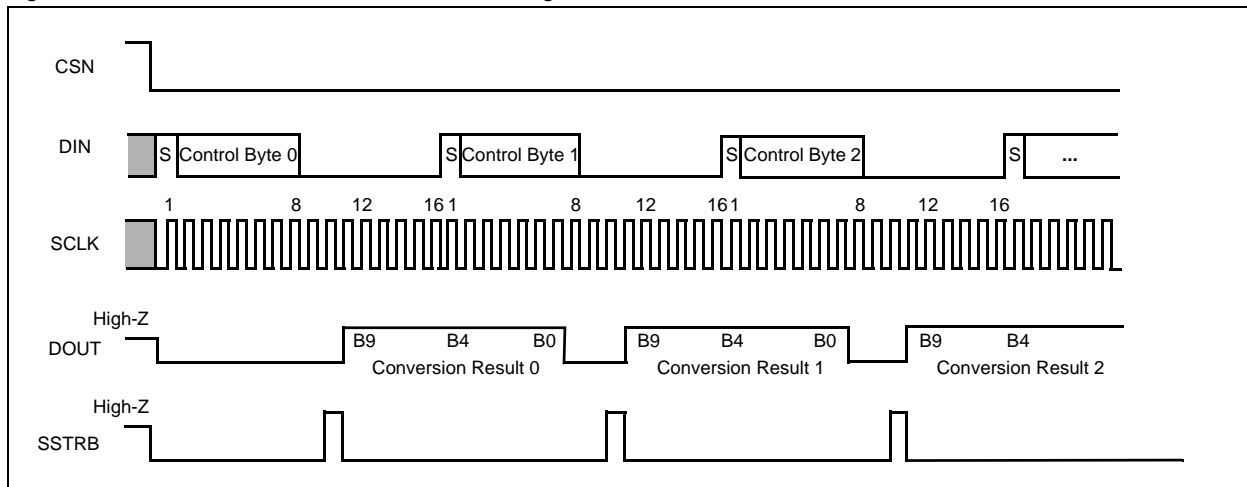 CSN
DIN
S Control Byte 0 S Control Byte 1 S Control Byte 2 S ...
1 8 12 16 1 8 12 16 1 8 12 16
SCLK
High-Z
DOUT
B9 B4 B0 B9 B4 B0 B9 B4
Conversion Result 0 Conversion Result 1 Conversion Result 2
High-Z
SSTRB